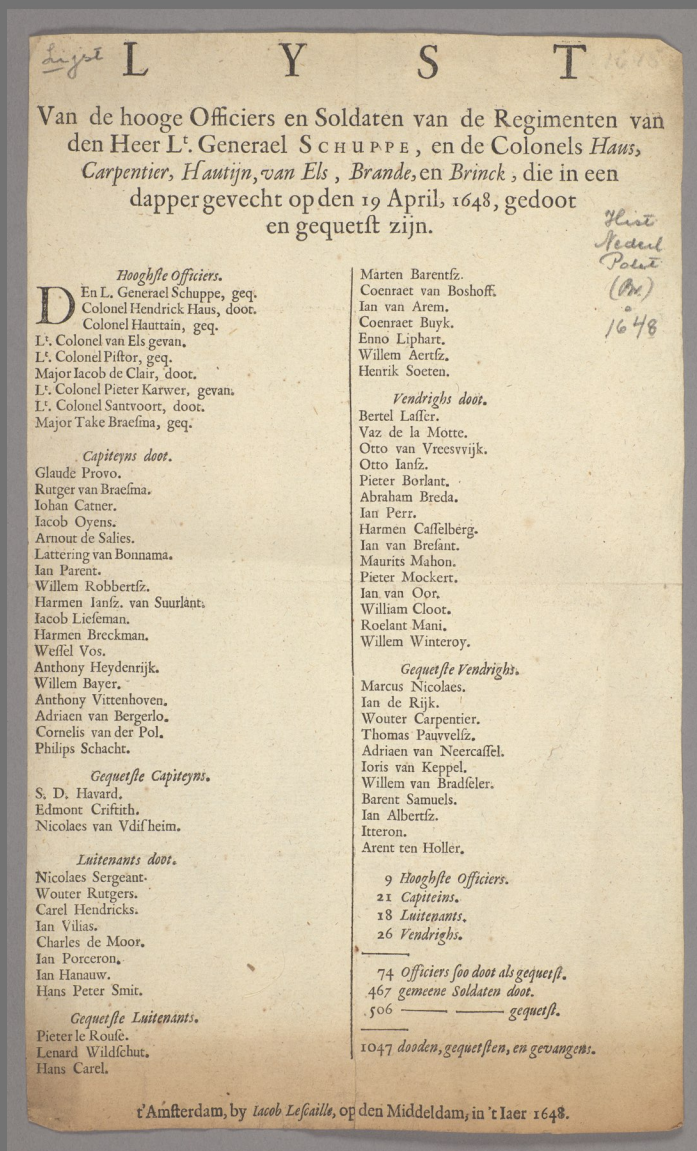 Lijst
L Y S T
Van de hooge Officiers en Soldaten van de Regimenten van
den Heer Lt. Generael SCHUPPE, en de Colonels Haus,
Carpentier, Hautijn, van Els, Brande, en Brinck, die in een
dapper gevecht op den 19 April, 1648, gedoot
en gequetſt zijn.
Hist
Nederl
(Br.)
1648
Hooghſte Officiers.
DEn L. Generael Schuppe, geq.
Colonel Hendrick Haus, doot.
Colonel Hauttain, geq.
Lt. Colonel van Els gevan.
Lt. Colonel Piſtor, geq.
Major Iacob de Clair, doot.
Lt. Colonel Pieter Karwer, gevan.
Lt. Colonel Santvoort, doot.
Major Take Braeſma, geq.
Capiteyns doot.
Glaude Provo.
Rutger van Braeſma.
Iohan Catner.
Iacob Oyens.
Arnout de Salies.
Lattering van Bonnama.
Ian Parent.
Willem Robbertſz.
Harmen Ianſz. van Suurlant.
Iacob Lieſeman.
Harmen Breckman.
Weſſel Vos.
Anthony Heydenrijk.
Willem Bayer.
Anthony Vittenhoven.
Adriaen van Bergerlo.
Cornelis van der Pol.
Philips Schacht.
Gequetſte Capiteyns.
S. D. Havard.
Edmont Criſtith.
Nicolaes van Vdiſheim.
Luitenants doot.
Nicolaes Sergeant.
Wouter Rutgers.
Carel Hendricks.
Ian Vilias.
Charles de Moor.
Ian Porceron.
Ian Hanauw.
Hans Peter Smit.
Gequetſte Luitenants.
Pieter le Rouſe.
Lenard Wildſchut.
Hans Carel.
Marten Barentſz.
Coenraet van Boshoff.
Ian van Arem.
Coenraet Buyk.
Enno Liphart.
Willem Aertſz.
Henrik Soeten.
Vendrighs doot.
Bertel Laſſer.
Vaz de la Motte.
Otto van Vreesvvijk.
Otto Ianſz.
Pieter Borlant.
Abraham Breda.
Ian Perr.
Harmen Caſſelberg.
Ian van Breſant.
Maurits Mahon.
Pieter Mockert.
Ian van Oor.
William Cloot.
Roelant Mani.
Willem Winteroy.
Gequetſte Vendrighs.
Marcus Nicolaes.
Ian de Rijk.
Wouter Carpentier.
Thomas Pauvvelſz.
Adriaen van Neercaſſel.
Ioris van Keppel.
Willem van Bradſeler.
Barent Samuels.
Ian Albertſz.
Itteron.
Arent ten Holler.
9 Hooghſte Officiers.
21 Capiteins.
18 Luitenants.
26 Vendrighs.
74 Officiers ſoo doot als gequetſt.
467 gemeene Soldaten doot.
506 —— —— gequetſt.
1047 dooden, gequetſten, en gevangens.
t'Amſterdam, by Iacob Leſcaille, op den Middeldam, in 't Iaer 1648.